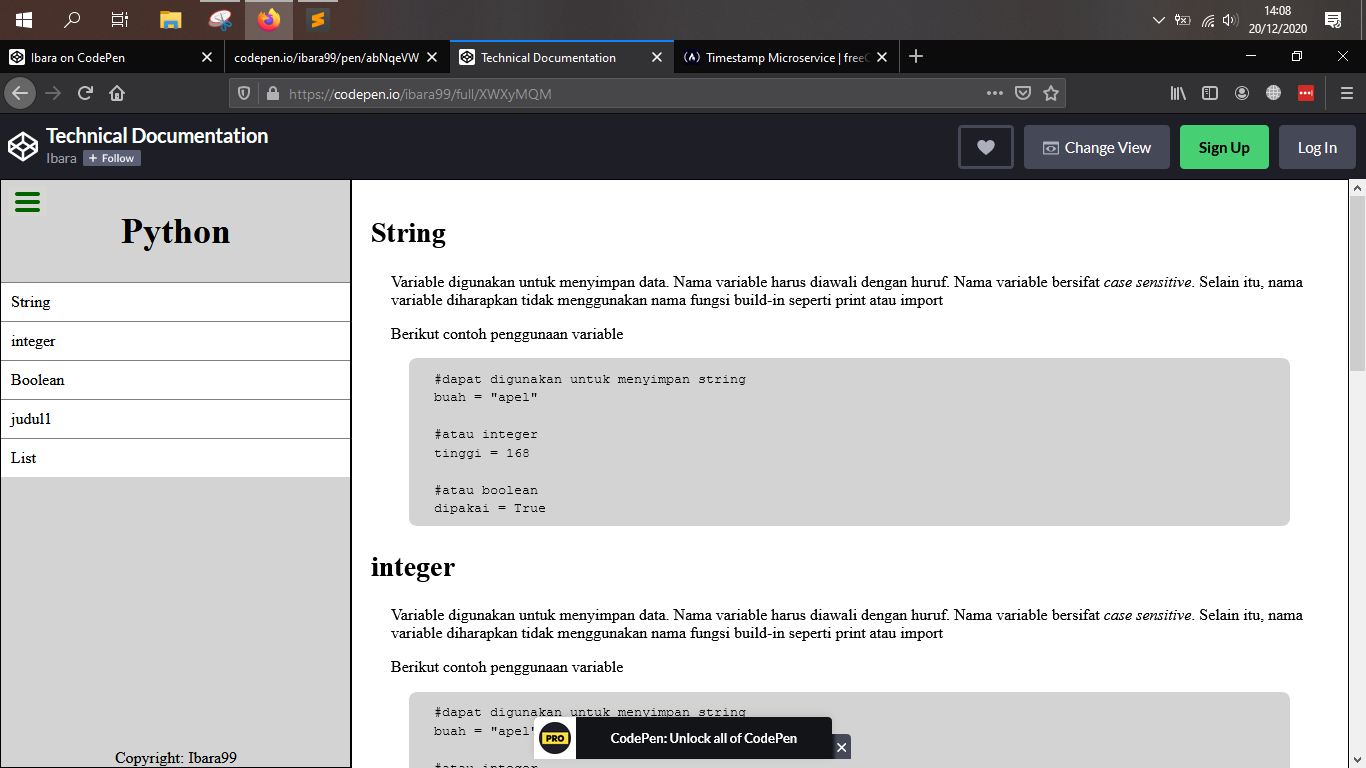 14:08
20/12/2020
Ibara on CodePen
codepen.io/ibara99/pen/abNqeVW
Technical Documentation
Timestamp Microservice | freeC
https://codepen.io/ibara99/full/XWXyMQM
Technical Documentation
Ibara
+ Follow
Change View
Sign Up
Log In
Python
String
integer
Boolean
judul1
List
Copyright: Ibara99
String
Variable digunakan untuk menyimpan data. Nama variable harus diawali dengan huruf. Nama variable bersifat case sensitive. Selain itu, nama
variable diharapkan tidak menggunakan nama fungsi build-in seperti print atau import
Berikut contoh penggunaan variable
#dapat digunakan untuk menyimpan string
buah = "apel"
#atau integer
tinggi = 168
#atau boolean
dipakai = True
integer
Variable digunakan untuk menyimpan data. Nama variable harus diawali dengan huruf. Nama variable bersifat case sensitive. Selain itu, nama
variable diharapkan tidak menggunakan nama fungsi build-in seperti print atau import
Berikut contoh penggunaan variable
#dapat digunakan untuk menyimpan string
buah = "apel"
#atau integer
PRO
CodePen: Unlock all of CodePen